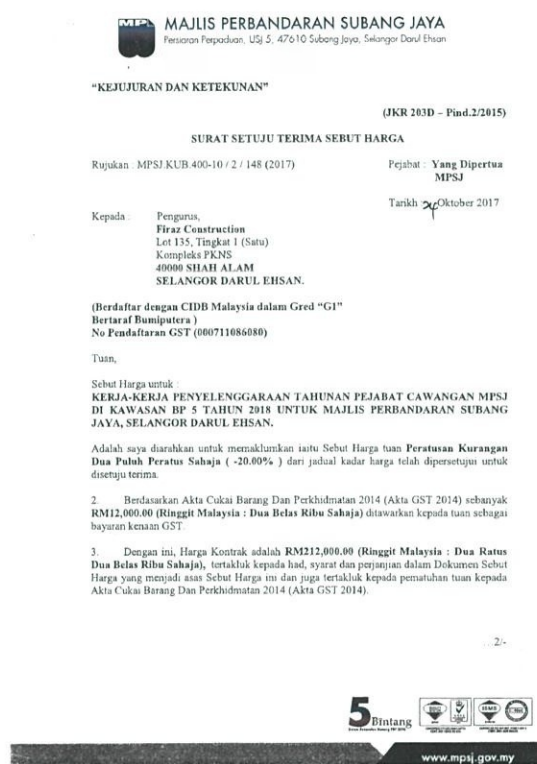 MPSJ
MAJLIS PERBANDARAN SUBANG JAYA
Persiaran Perpaduan, USJ 5, 47610 Subang Jaya, Selangor Darul Ehsan
“KEJUJURAN DAN KETEKUNAN”
(JKR 203D – Pind.2/2015)
SURAT SETUJU TERIMA SEBUT HARGA
Rujukan : MPSJ.KUB.400-10 / 2 / 148 (2017)
Pejabat : Yang Dipertua
MPSJ
Tarikh 24 Oktober 2017
Kepada : Pengurus,
Firaz Construction
Lot 135, Tingkat 1 (Satu)
Kompleks PKNS
40000 SHAH ALAM
SELANGOR DARUL EHSAN.
(Berdaftar dengan CIDB Malaysia dalam Gred “G1”
Bertaraf Bumiputera )
No Pendaftaran GST (000711086080)
Tuan,
Sebut Harga untuk :
KERJA-KERJA PENYELENGGARAAN TAHUNAN PEJABAT CAWANGAN MPSJ
DI KAWASAN BP 5 TAHUN 2018 UNTUK MAJLIS PERBANDARAN SUBANG
JAYA, SELANGOR DARUL EHSAN.
Adalah saya diarahkan untuk memaklumkan iaitu Sebut Harga tuan Peratusan Kurangan
Dua Puluh Peratus Sahaja ( -20.00% ) dari jadual kadar harga telah dipersetujui untuk
disetuju terima.
2. Berdasarkan Akta Cukai Barang Dan Perkhidmatan 2014 (Akta GST 2014) sebanyak
RM12,000.00 (Ringgit Malaysia : Dua Belas Ribu Sahaja) ditawarkan kepada tuan sebagai
bayaran kenaan GST.
3. Dengan ini, Harga Kontrak adalah RM212,000.00 (Ringgit Malaysia : Dua Ratus
Dua Belas Ribu Sahaja), tertakluk kepada had, syarat dan perjanjian dalam Dokumen Sebut
Harga yang menjadi asas Sebut Harga ini dan juga tertakluk kepada pematuhan tuan kepada
Akta Cukai Barang Dan Perkhidmatan 2014 (Akta GST 2014).
...2/-
5 Bintang
www.mpsj.gov.my